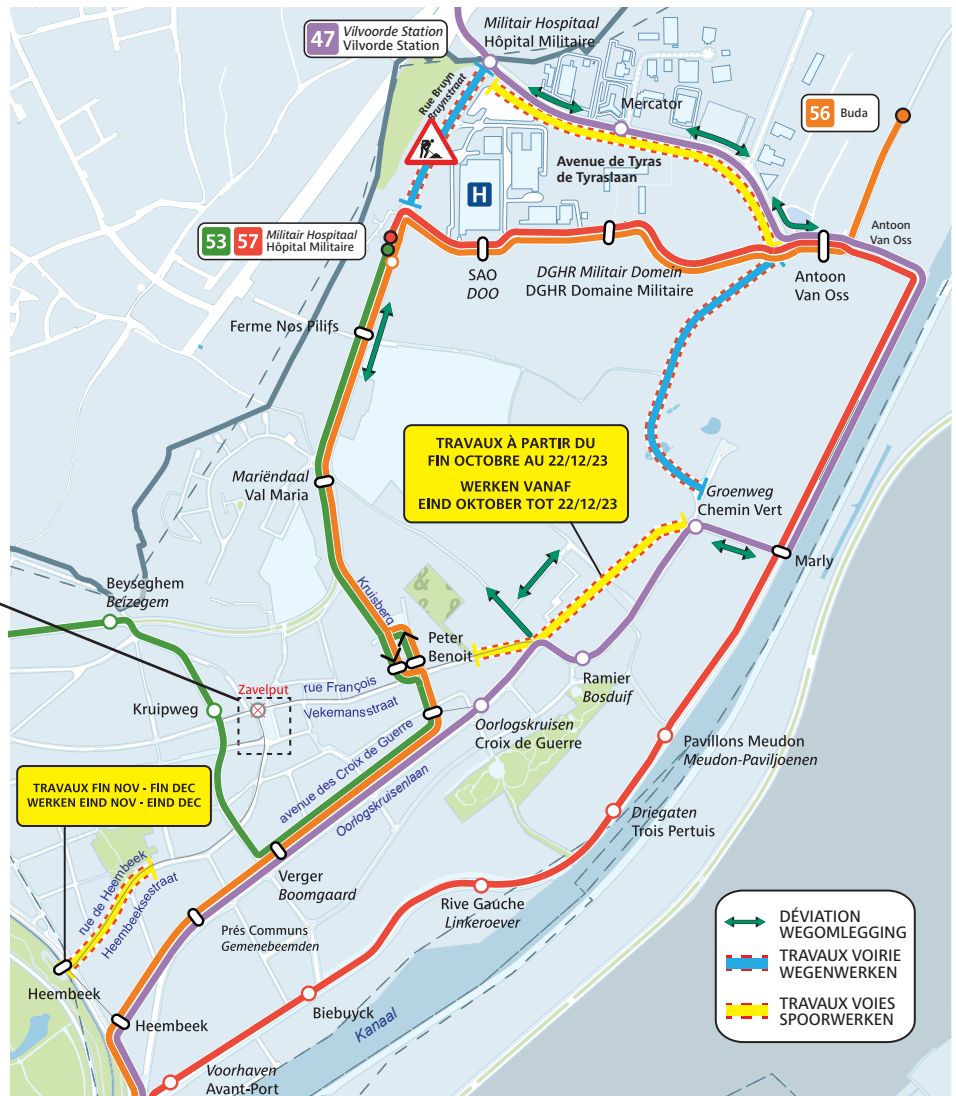 Militair Hospitaal
Hôpital Militaire
47 Vilvoorde Station
Vilvorde Station
Rue Bruyn
Bruynstraat
Mercator
56 Buda
Avenue de Tyras
de Tyraslaan
H
53 57 Militair Hospitaal
Hôpital Militaire
Antoon
Van Oss
SAO
DOO
DGHR Militair Domein
DGHR Domaine Militaire
Antoon
Van Oss
Ferme Nøs Pilifs
TRAVAUX À PARTIR DU
FIN OCTOBRE AU 22/12/23
WERKEN VANAF
EIND OKTOBER TOT 22/12/23
Mariëndaal
Val Maria
Groenweg
Chemin Vert
Marly
Beyseghem
Beizegem
Kruisberg
&
&
Peter
Benoit
Zavelput
rue François
Vekemansstraat
Ramier
Bosduif
Kruipweg
Oorlogskruisen
Croix de Guerre
avenue des Croix de Guerre
Oorlogskruisenlaan
Pavillons Meudon
Meudon-Paviljoenen
TRAVAUX FIN NOV - FIN DEC
WERKEN EIND NOV - EIND DEC
Driegaten
Trois Pertuis
rue de Heembeek
Heembeeksestraat
Verger
Boomgaard
Rive Gauche
Linkeroever
Prés Communs
Gemenebeemden
DÉVIATION
WEGOMLEGGING
TRAVAUX VOIRIE
WEGENWERKEN
TRAVAUX VOIES
SPOORWERKEN
Heembeek
Heembeek
Biebuyck
Kanaal
Voorhaven
Avant-Port